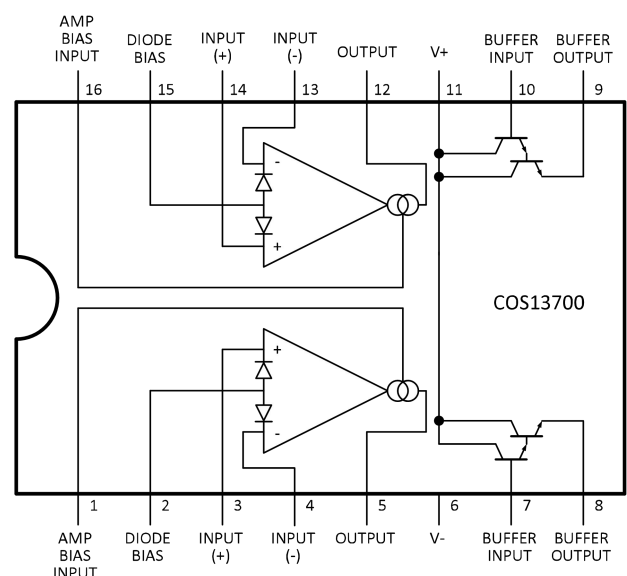 AMP
BIAS
INPUT
DIODE
BIAS
INPUT
(+)
INPUT
(-)
OUTPUT
V+
BUFFER
INPUT
BUFFER
OUTPUT
16 15 14 13 12 11 10 9
-
+
COS13700
+
-
1 2 3 4 5 6 7 8
AMP
BIAS
INPUT
DIODE
BIAS
INPUT
(+)
INPUT
(-)
OUTPUT
V-
BUFFER
INPUT
BUFFER
OUTPUT